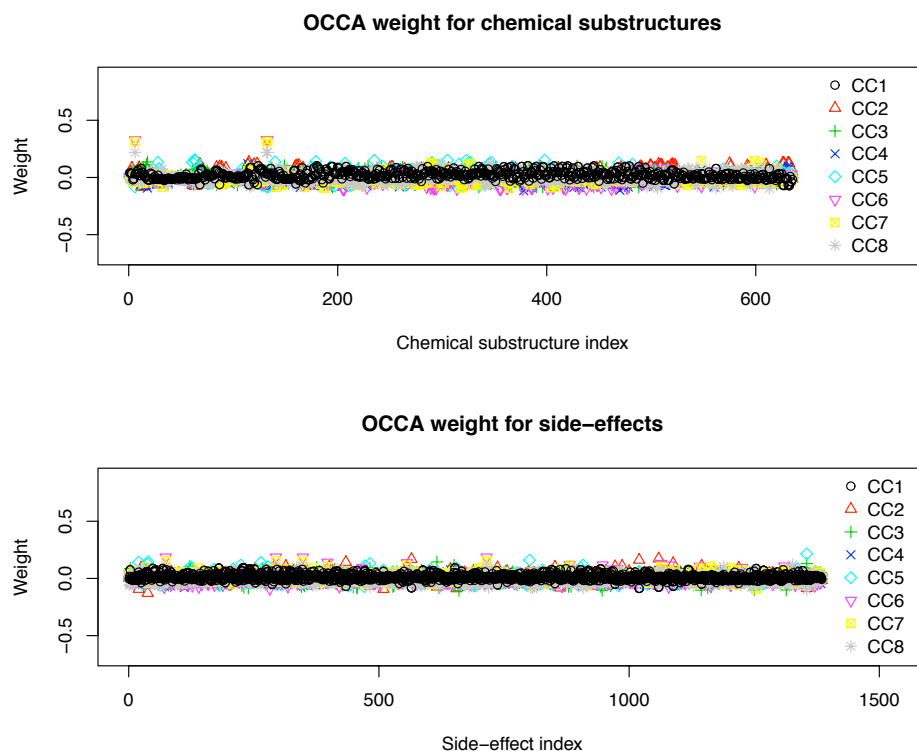 OCCA weight for chemical substructures
Weight
0.5
0.0
−0.5
CC1
CC2
CC3
CC4
CC5
CC6
CC7
CC8
0 200 400 600
Chemical substructure index
OCCA weight for side−effects
Weight
0.5
0.0
−0.5
CC1
CC2
CC3
CC4
CC5
CC6
CC7
CC8
0 500 1000 1500
Side−effect index